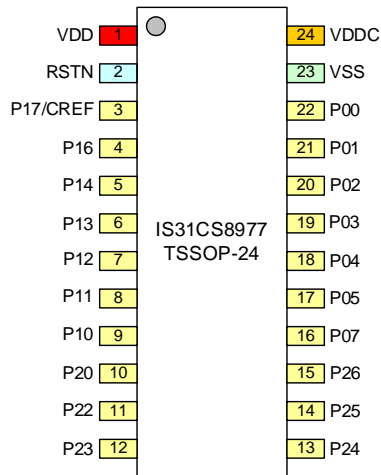 VDD 1 24 VDDC
RSTN 2 23 VSS
P17/CREF 3 22 P00
P16 4 21 P01
P14 5 20 P02
P13 6 19 P03
IS31CS8977
TSSOP-24
P12 7 18 P04
P11 8 17 P05
P10 9 16 P07
P20 10 15 P26
P22 11 14 P25
P23 12 13 P24